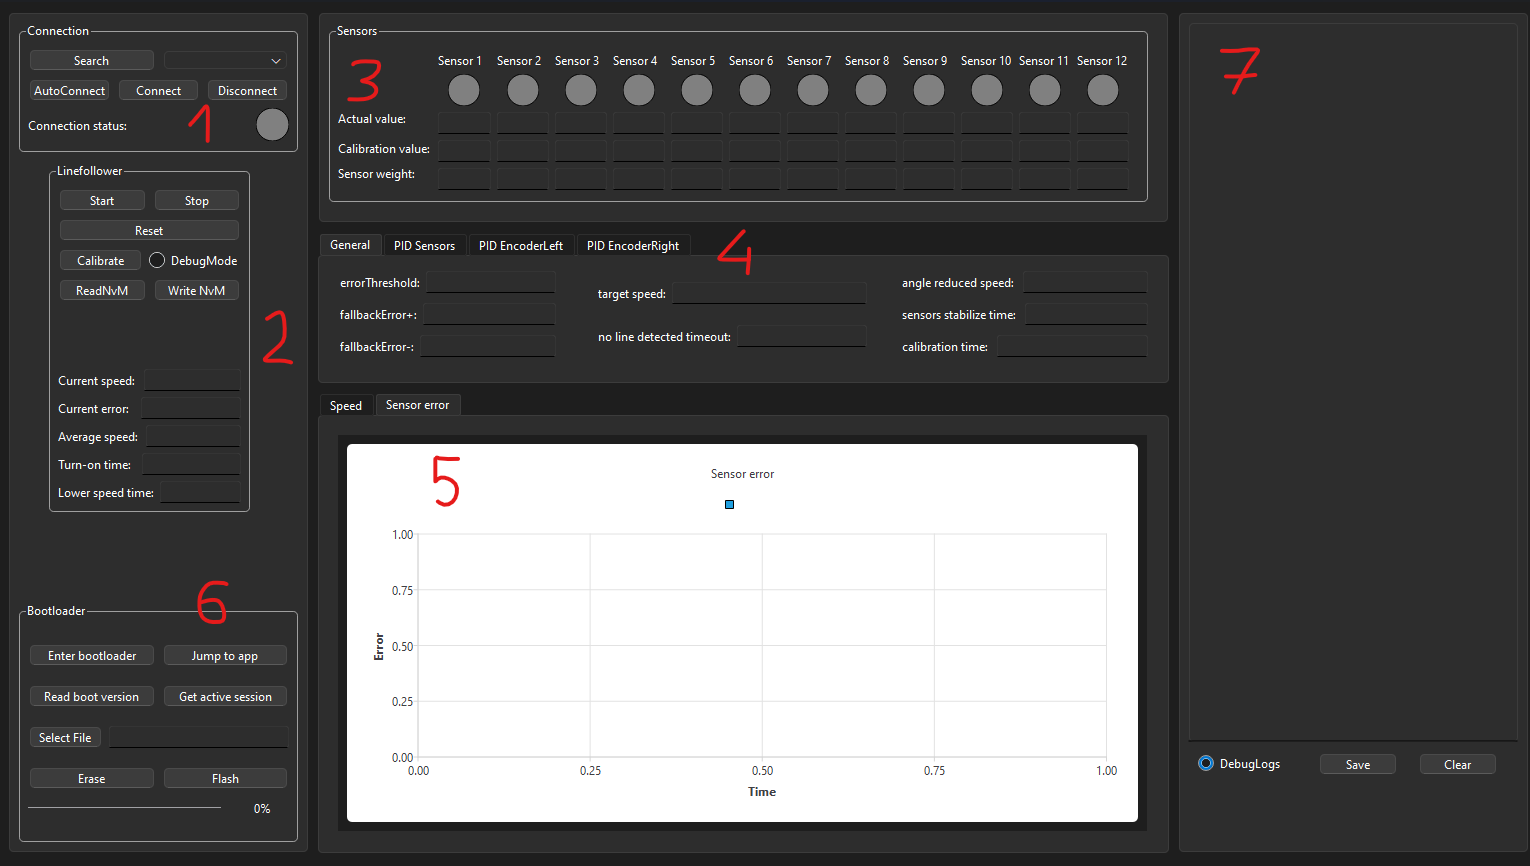 Connection
Search
AutoConnect Connect Disconnect
1
Connection status:
Linefollower
Start Stop
Reset
Calibrate DebugMode
ReadNvM Write NvM
2
Current speed:
Current error:
Average speed:
Turn-on time:
Lower speed time:
6
Bootloader
Enter bootloader Jump to app
Read boot version Get active session
Select File
Erase Flash
0%
Sensors
3
Sensor 1 Sensor 2 Sensor 3 Sensor 4 Sensor 5 Sensor 6 Sensor 7 Sensor 8 Sensor 9 Sensor 10 Sensor 11 Sensor 12
Actual value:
Calibration value:
Sensor weight:
General PID Sensors PID EncoderLeft PID EncoderRight
4
errorThreshold:
fallbackError+:
fallbackError-:
target speed:
no line detected timeout:
angle reduced speed:
sensors stabilize time:
calibration time:
Speed Sensor error
5
Sensor error
1.00
0.75
0.50
0.25
0.00
Error
0.00 0.25 0.50 0.75 1.00
Time
7
DebugLogs Save Clear